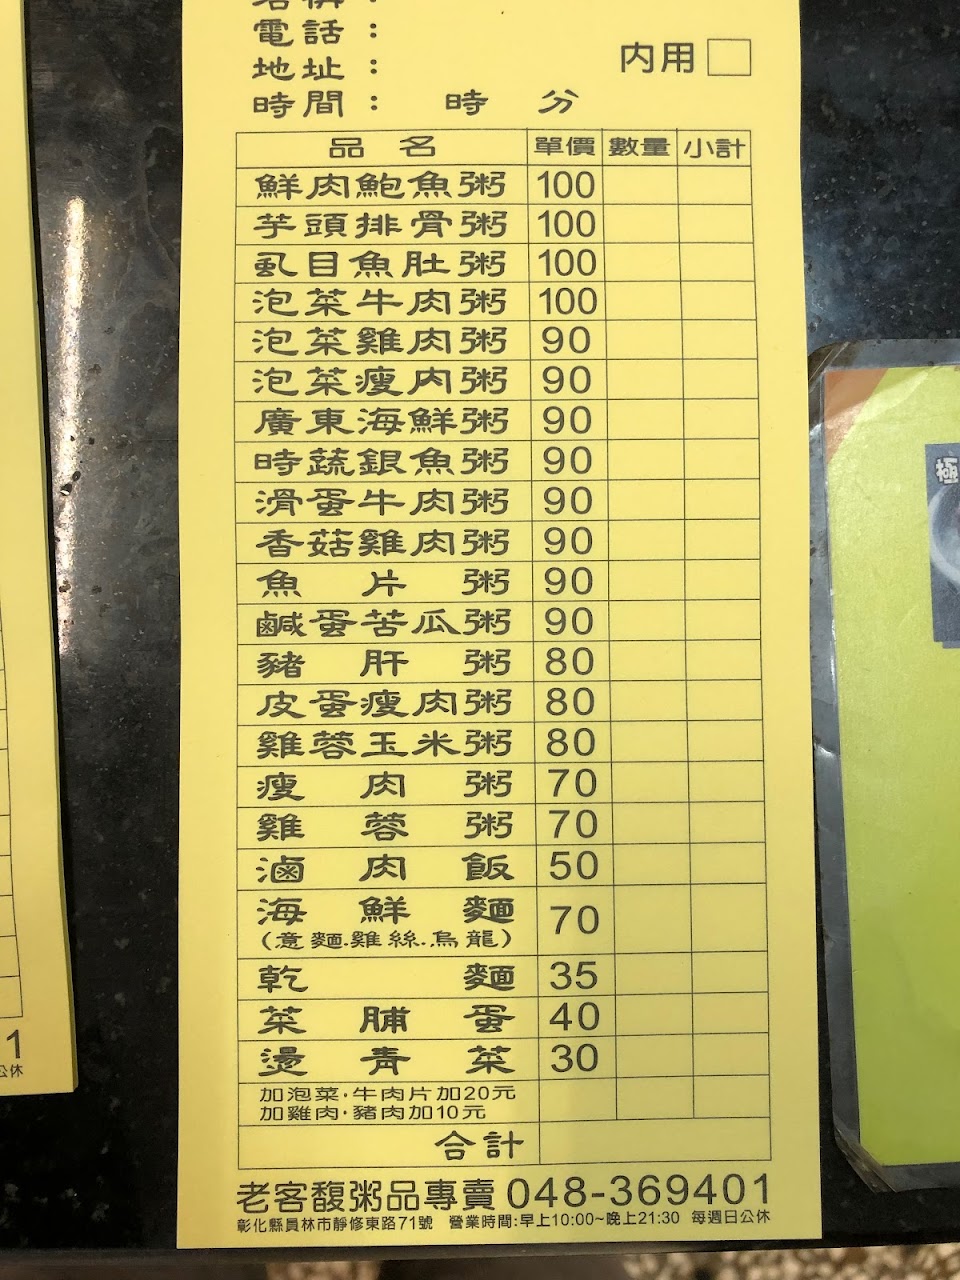 電話：
地址：
內用
時間： 時 分
品名 單價 數量 小計
鮮肉鮑魚粥 100
芋頭排骨粥 100
虱目魚肚粥 100
泡菜牛肉粥 100
泡菜雞肉粥 90
泡菜瘦肉粥 90
廣東海鮮粥 90
時蔬銀魚粥 90
滑蛋牛肉粥 90
香菇雞肉粥 90
魚片粥 90
鹹蛋苦瓜粥 90
豬肝粥 80
皮蛋瘦肉粥 80
雞蓉玉米粥 80
瘦肉粥 70
雞蓉粥 70
滷肉飯 50
海鮮麵 70
(意麵.雞絲.烏龍)
乾麵 35
菜脯蛋 40
燙青菜 30
加泡菜·牛肉片加20元
加雞肉·豬肉加10元
合計
老客馥粥品專賣 048-369401
彰化縣員林市靜修東路71號 營業時間:早上10:00~晚上21:30 每週日公休
1
公休
極